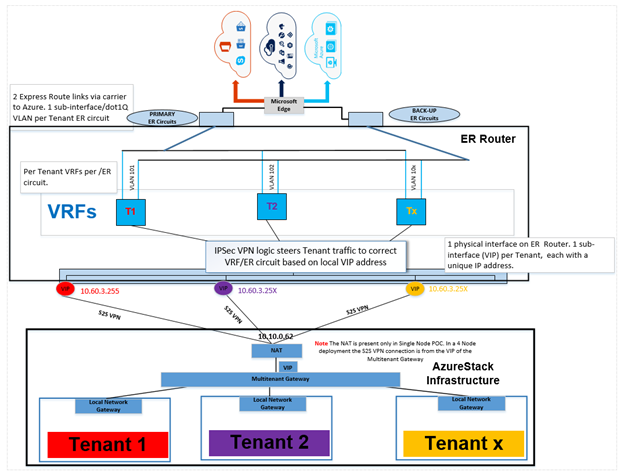 Microsoft
Azure
Microsoft
Edge
2 Express Route links via carrier
to Azure. 1 sub-interface/dot1Q
VLAN per Tenant ER circuit
PRIMARY
ER Circuits
BACK-UP
ER Circuits
ER Router
Per Tenant VRFs per /ER
circuit.
VLAN 101
VLAN 102
VLAN 10x
VRFs
T1
T2
Tx
IPSec VPN logic steers Tenant traffic to correct
VRF/ER circuit based on local VIP address
1 physical interface on ER Router. 1 sub-
interface (VIP) per Tenant, each with a
unique IP address.
VIP
10.60.3.255
VIP
10.60.3.25X
VIP
10.60.3.25X
S2S VPN
S2S VPN
S2S VPN
10.10.0.62
NAT
Note The NAT is present only in Single Node POC. In a 4 Node
deployment the S2S VPN connection is from the VIP of the
Multitenant Gateway
VIP
AzureStack
Infrastructure
Multitenant Gateway
Local Network
Gateway
Local Network
Gateway
Local Network
Gateway
Tenant 1
Tenant 2
Tenant x